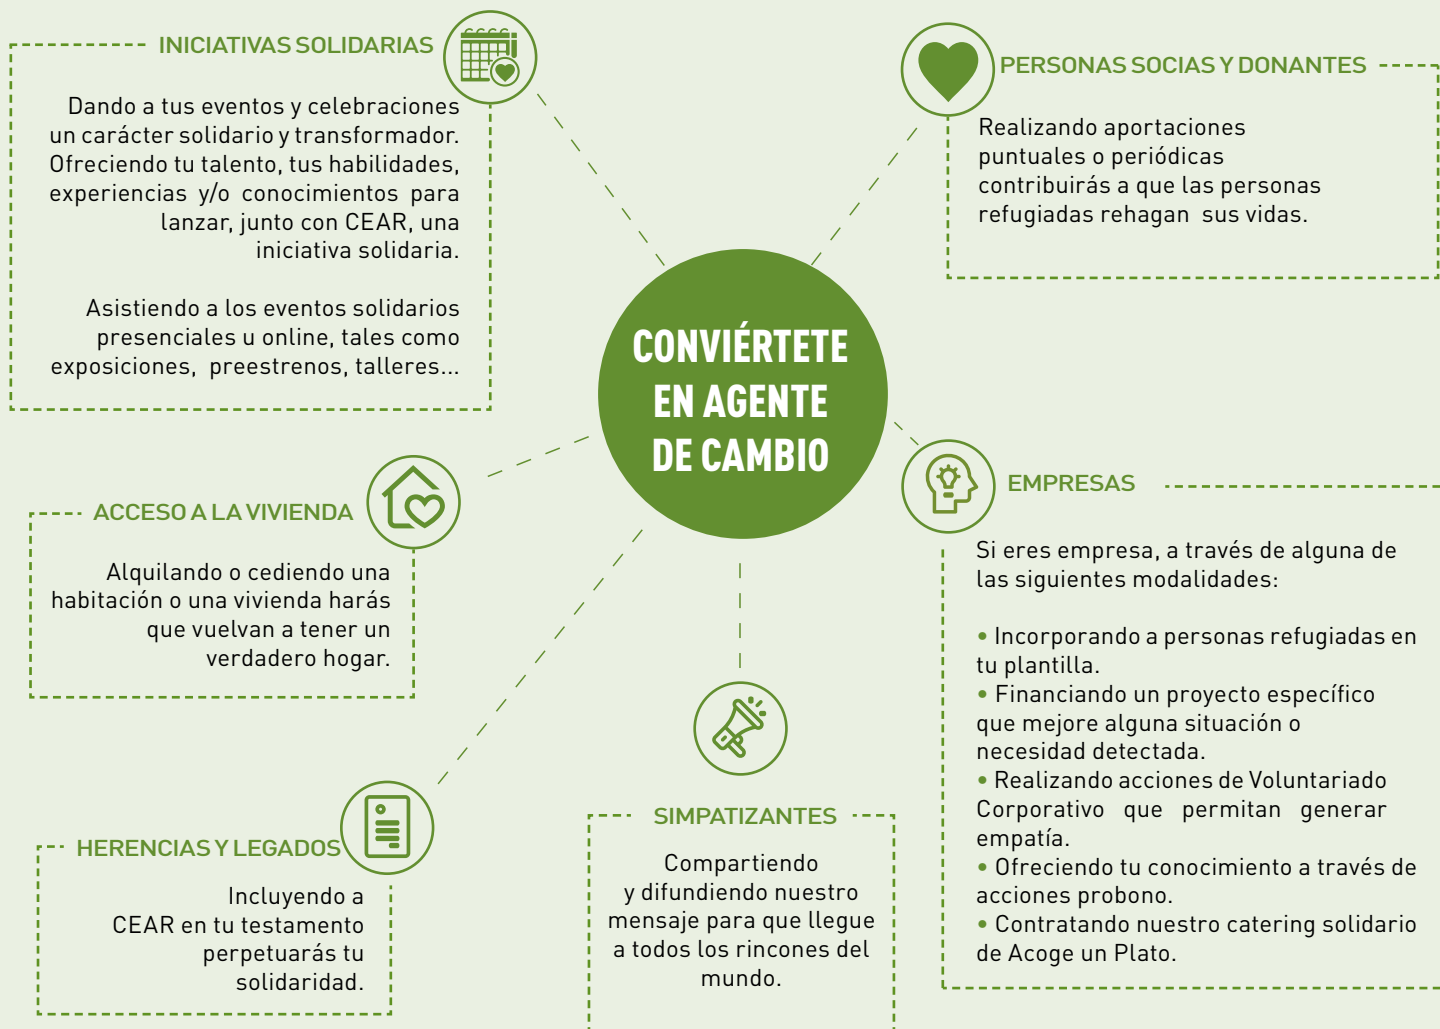 INICIATIVAS SOLIDARIAS
Dando a tus eventos y celebraciones
un carácter solidario y transformador.
Ofreciendo tu talento, tus habilidades,
experiencias y/o conocimientos para
lanzar, junto con CEAR, una
iniciativa solidaria.
Asistiendo a los eventos solidarios
presenciales u online, tales como
exposiciones, preestrenos, talleres...
PERSONAS SOCIAS Y DONANTES
Realizando aportaciones
puntuales o periódicas
contribuirás a que las personas
refugiadas rehagan sus vidas.
CONVIÉRTETE
EN AGENTE
DE CAMBIO
ACCESO A LA VIVIENDA
Alquilando o cediendo una
habitación o una vivienda harás
que vuelvan a tener un
verdadero hogar.
EMPRESAS
Si eres empresa, a través de alguna de
las siguientes modalidades:
• Incorporando a personas refugiadas en
tu plantilla.
• Financiando un proyecto específico
que mejore alguna situación o
necesidad detectada.
• Realizando acciones de Voluntariado
Corporativo que permitan generar
empatía.
• Ofreciendo tu conocimiento a través de
acciones probono.
• Contratando nuestro catering solidario
de Acoge un Plato.
HERENCIAS Y LEGADOS
Incluyendo a
CEAR en tu testamento
perpetuarás tu
solidaridad.
SIMPATIZANTES
Compartiendo
y difundiendo nuestro
mensaje para que llegue
a todos los rincones del
mundo.